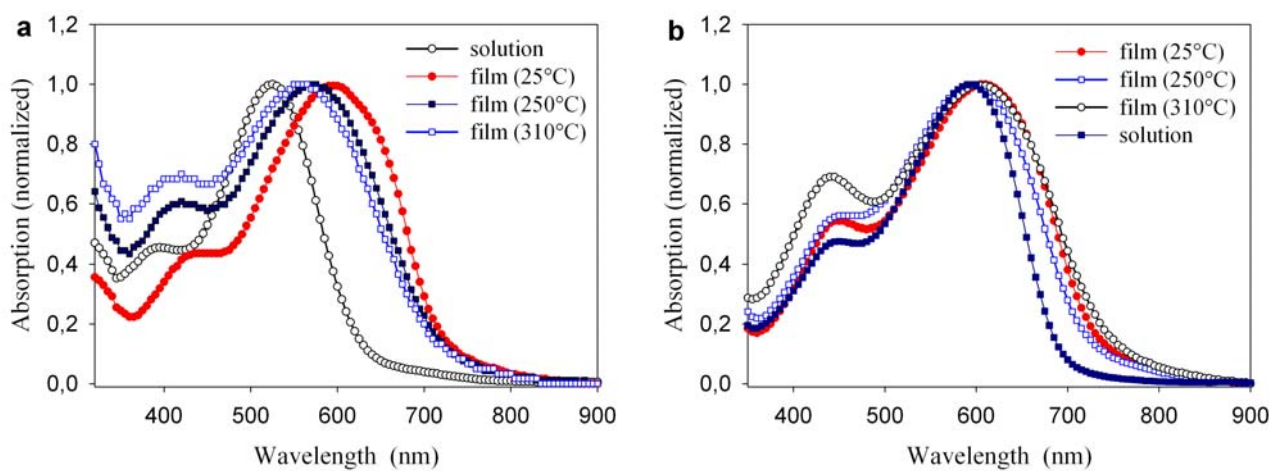 a
1,2
1,0
0,8
0,6
0,4
0,2
0,0
Absorption (normalized)
solution
film (25°C)
film (250°C)
film (310°C)
400 500 600 700 800 900
Wavelength (nm)
b
1,2
1,0
0,8
0,6
0,4
0,2
0,0
Absorption (normalized)
film (25°C)
film (250°C)
film (310°C)
solution
400 500 600 700 800 900
Wavelength (nm)